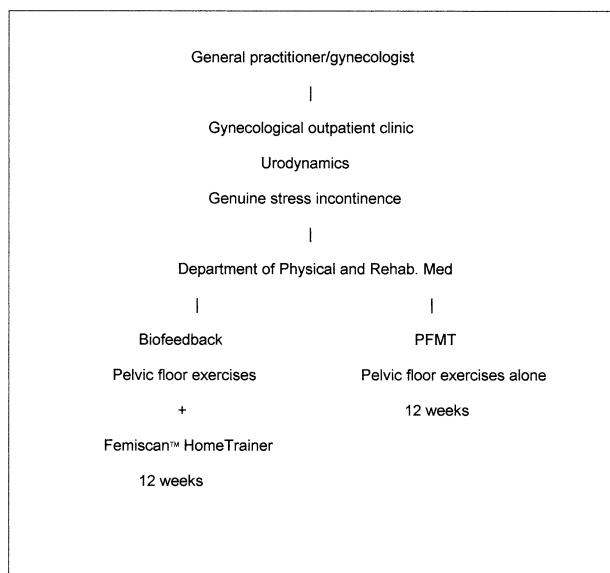 General practitioner/gynecologist
|
Gynecological outpatient clinic
Urodynamics
Genuine stress incontinence
|
Department of Physical and Rehab. Med
| |
Biofeedback PFMT
Pelvic floor exercises Pelvic floor exercises alone
+ 12 weeks
Femiscan™ HomeTrainer
12 weeks